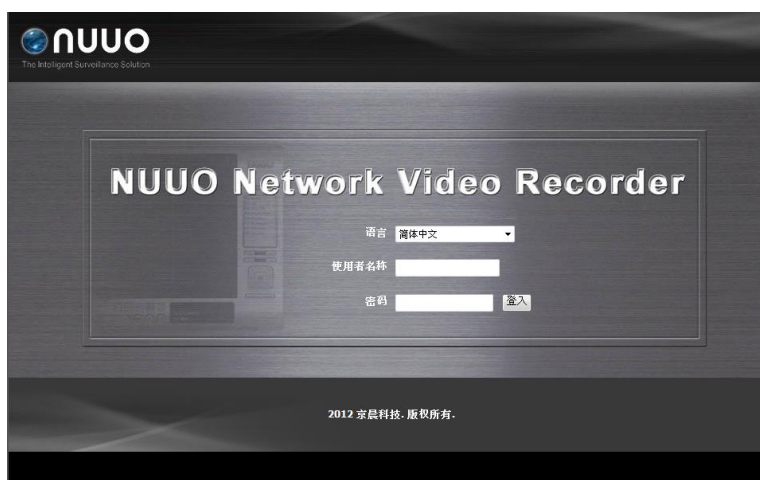 nuuo
The Intelligent Surveillance Solution
NUUO Network Video Recorder
语言 简体中文
使用者名称
密码 登入
2012 京晨科技. 版权所有.